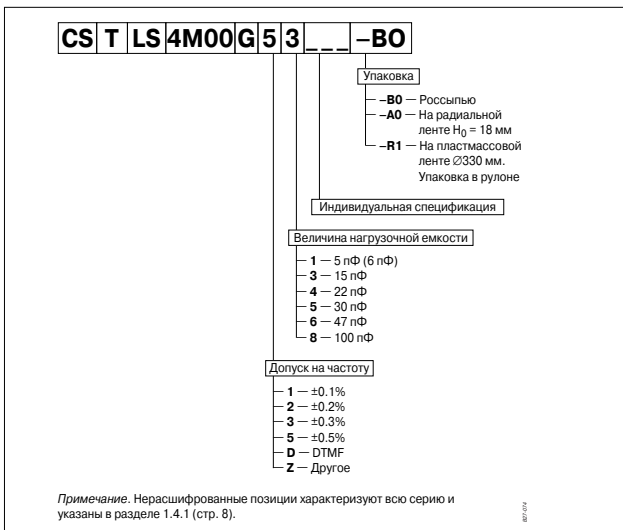 CS T LS 4M00 G 5 3 _ _ _ –BO
Упаковка
–B0 — Россыпью
–A0 — На радиальной
ленте H0 = 18 мм
–R1 — На пластмассовой
ленте ∅330 мм.
Упаковка в рулоне
Индивидуальная спецификация
Величина нагрузочной емкости
1 — 5 пФ (6 пФ)
3 — 15 пФ
4 — 22 пФ
5 — 30 пФ
6 — 47 пФ
8 — 100 пФ
Допуск на частоту
1 — ±0.1%
2 — ±0.2%
3 — ±0.3%
5 — ±0.5%
D — DTMF
Z — Другое
Примечание. Нерасшифрованные позиции характеризуют всю серию и
указаны в разделе 1.4.1 (стр. 8).